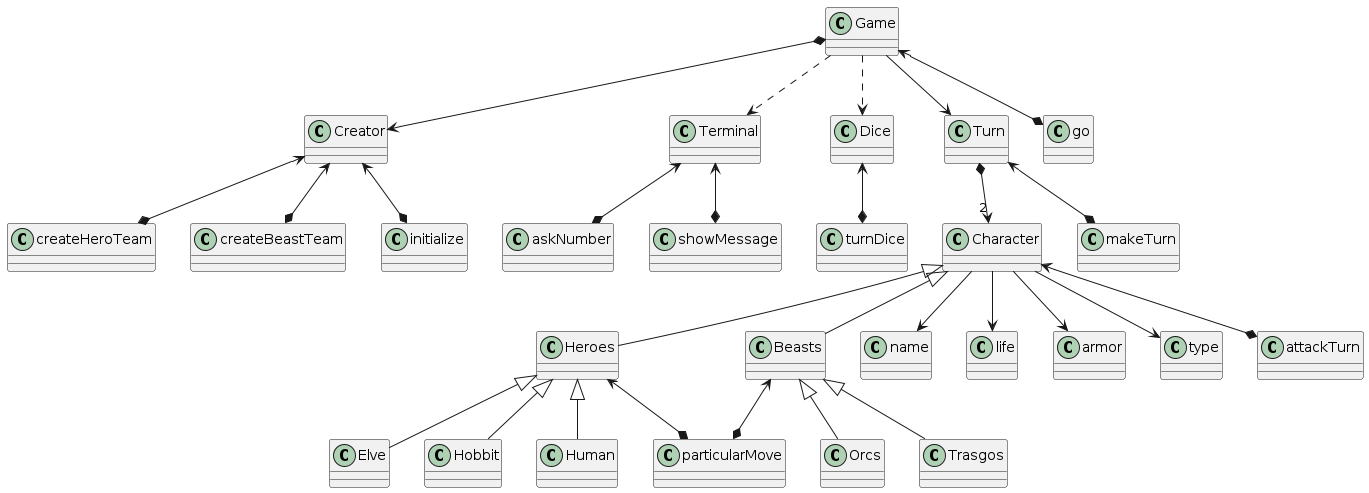 C Game
C Creator
C Terminal
C Dice
C Turn
C go
2
C createHeroTeam
C createBeastTeam
C initialize
C askNumber
C showMessage
C turnDice
C Character
C makeTurn
C Heroes
C Beasts
C name
C life
C armor
C type
C attackTurn
C Elve
C Hobbit
C Human
C particularMove
C Orcs
C Trasgos